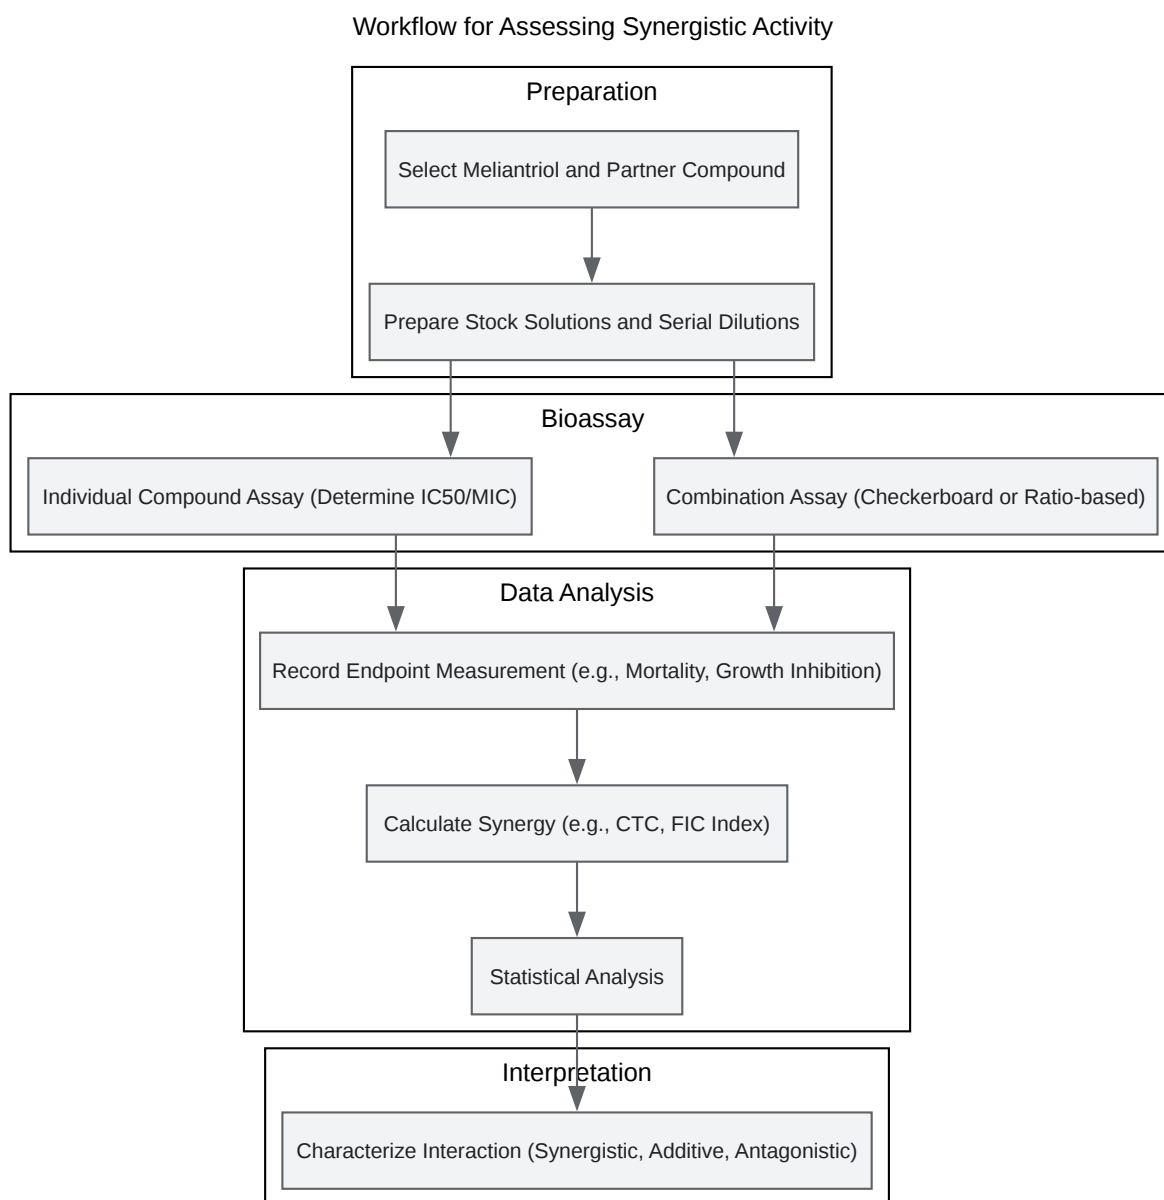 Workflow for Assessing Synergistic Activity
Preparation
Select Meliantriol and Partner Compound
Prepare Stock Solutions and Serial Dilutions
Bioassay
Individual Compound Assay (Determine IC50/MIC)
Combination Assay (Checkerboard or Ratio-based)
Data Analysis
Record Endpoint Measurement (e.g., Mortality, Growth Inhibition)
Calculate Synergy (e.g., CTC, FIC Index)
Statistical Analysis
Interpretation
Characterize Interaction (Synergistic, Additive, Antagonistic)